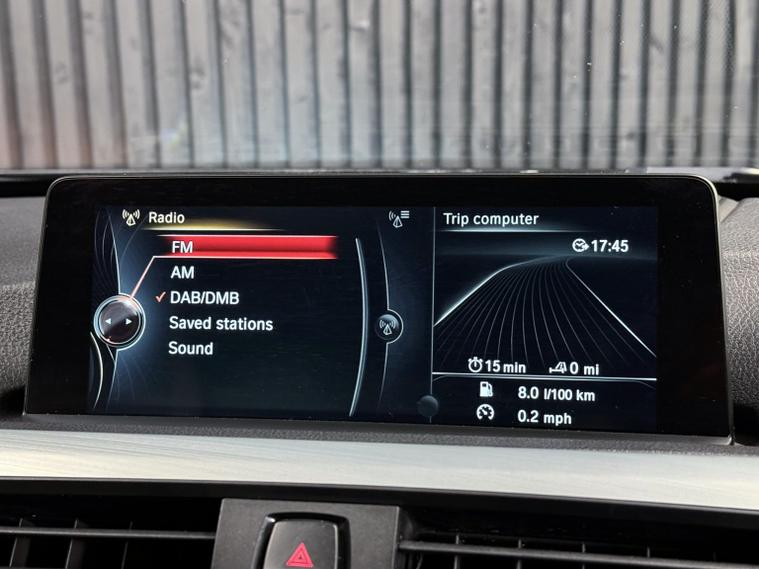 Radio
FM
AM
DAB/DMB
Saved stations
Sound
Trip computer
17:45
15 min
0 mi
8.0 l/100 km
0.2 mph